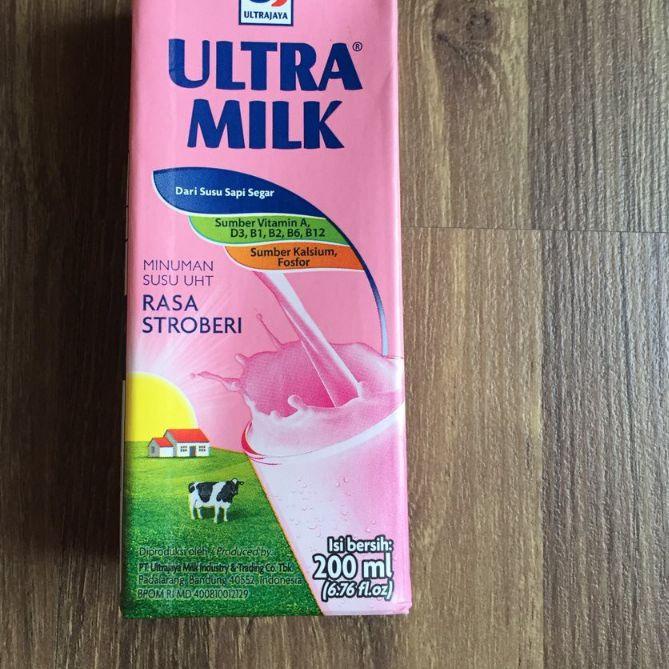 ULTRAJAYA
ULTRA®
MILK
Dari Susu Sapi Segar
Sumber Vitamin A,
D3, B1, B2, B6, B12
Sumber Kalsium,
Fosfor
MINUMAN
SUSU UHT
RASA
STROBERI
Isi bersih:
200 ml
(6.76 fl.oz)
Diproduksi oleh / Produced by:
PT Ultrajaya Milk Industry & Trading Co. Tbk.
Padalarang, Bandung 40552, Indonesia
BPOM RI MD 400810012129